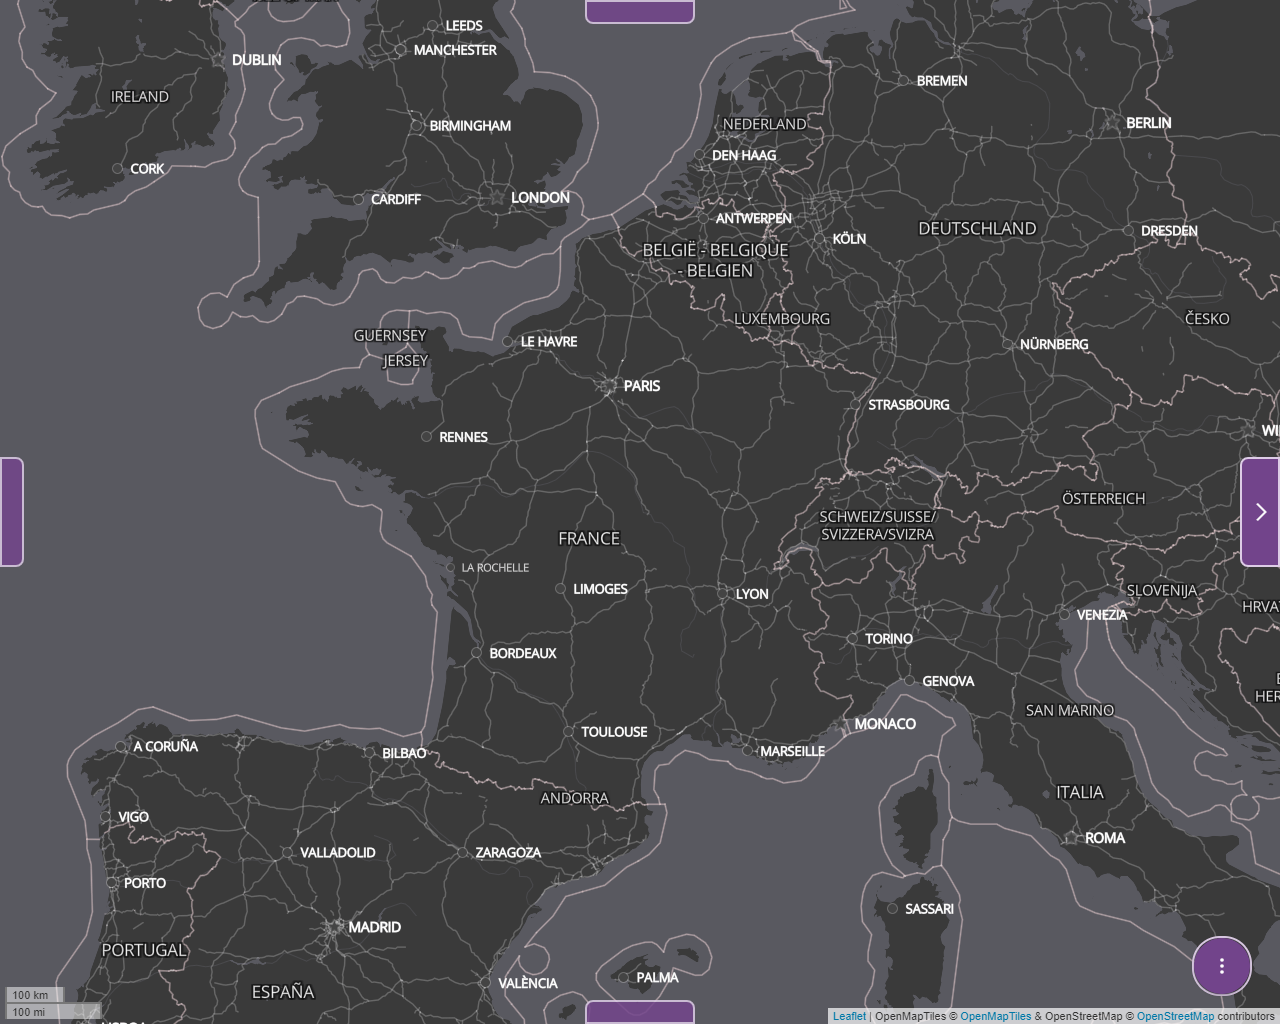 LEEDS
MANCHESTER
DUBLIN
BREMEN
IRELAND
NEDERLAND
BERLIN
BIRMINGHAM
DEN HAAG
CORK
CARDIFF
LONDON
ANTWERPEN
DEUTSCHLAND
DRESDEN
KÖLN
BELGIË - BELGIQUE
- BELGIEN
LUXEMBOURG
ČESKO
GUERNSEY
LE HAVRE
NÜRNBERG
JERSEY
PARIS
STRASBOURG
RENNES
WI
ÖSTERREICH
SCHWEIZ/SUISSE/
SVIZZERA/SVIZRA
FRANCE
LA ROCHELLE
LIMOGES
LYON
SLOVENIJA
HRVA
VENEZIA
TORINO
BORDEAUX
GENOVA
HER
SAN MARINO
MONACO
TOULOUSE
A CORUÑA
BILBAO
MARSEILLE
ANDORRA
ITALIA
VIGO
ROMA
VALLADOLID
ZARAGOZA
PORTO
SASSARI
MADRID
PORTUGAL
PALMA
VALÈNCIA
ESPAÑA
100 km
100 mi
Leaflet | OpenMapTiles © OpenMapTiles & OpenStreetMap © OpenStreetMap contributors